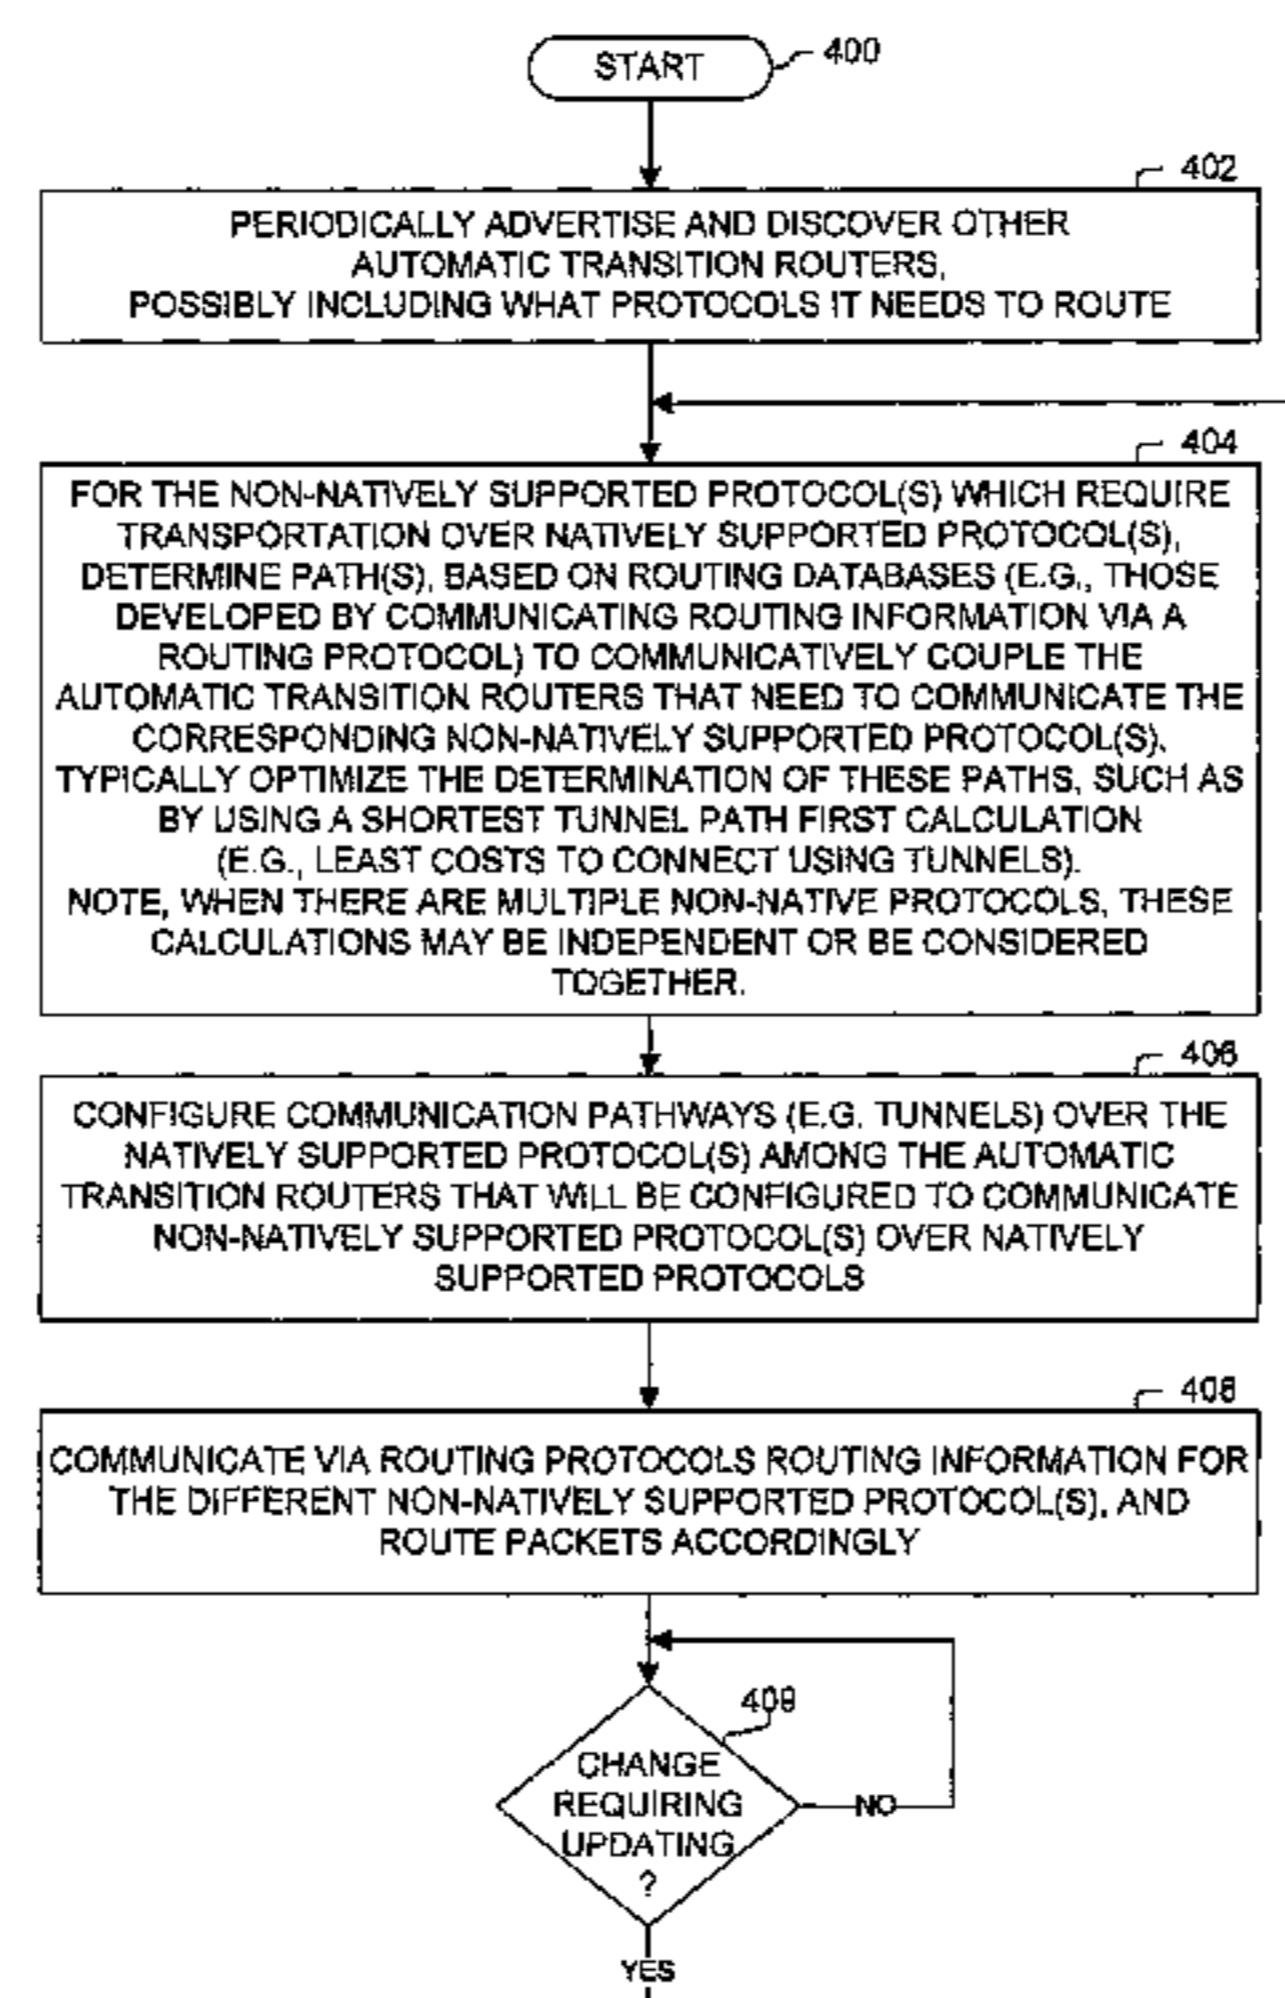 START
400
402
PERIODICALLY ADVERTISE AND DISCOVER OTHER
AUTOMATIC TRANSITION ROUTERS,
POSSIBLY INCLUDING WHAT PROTOCOLS IT NEEDS TO ROUTE
404
FOR THE NON-NATIVELY SUPPORTED PROTOCOL(S) WHICH REQUIRE
TRANSPORTATION OVER NATIVELY SUPPORTED PROTOCOL(S),
DETERMINE PATH(S), BASED ON ROUTING DATABASES (E.G., THOSE
DEVELOPED BY COMMUNICATING ROUTING INFORMATION VIA A
ROUTING PROTOCOL) TO COMMUNICATIVELY COUPLE THE
AUTOMATIC TRANSITION ROUTERS THAT NEED TO COMMUNICATE THE
CORRESPONDING NON-NATIVELY SUPPORTED PROTOCOL(S).
TYPICALLY OPTIMIZE THE DETERMINATION OF THESE PATHS, SUCH AS
BY USING A SHORTEST TUNNEL PATH FIRST CALCULATION
(E.G., LEAST COSTS TO CONNECT USING TUNNELS).
NOTE, WHEN THERE ARE MULTIPLE NON-NATIVE PROTOCOLS, THESE
CALCULATIONS MAY BE INDEPENDENT OR BE CONSIDERED
TOGETHER.
406
CONFIGURE COMMUNICATION PATHWAYS (E.G. TUNNELS) OVER THE
NATIVELY SUPPORTED PROTOCOL(S) AMONG THE AUTOMATIC
TRANSITION ROUTERS THAT WILL BE CONFIGURED TO COMMUNICATE
NON-NATIVELY SUPPORTED PROTOCOL(S) OVER NATIVELY
SUPPORTED PROTOCOLS
408
COMMUNICATE VIA ROUTING PROTOCOLS ROUTING INFORMATION FOR
THE DIFFERENT NON-NATIVELY SUPPORTED PROTOCOL(S), AND
ROUTE PACKETS ACCORDINGLY
409
CHANGE
REQUIRING
UPDATING
?
NO
YES